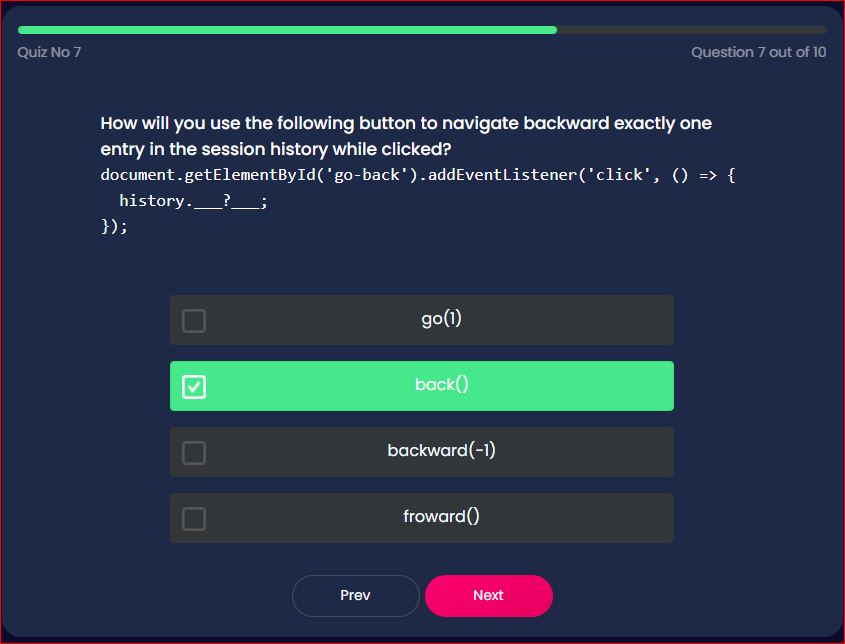 Quiz No 7
Question 7 out of 10
How will you use the following button to navigate backward exactly one
entry in the session history while clicked?
document.getElementById('go-back').addEventListener('click', () => {
  history.___?___;
});
go(1)
back()
backward(-1)
froward()
Prev
Next